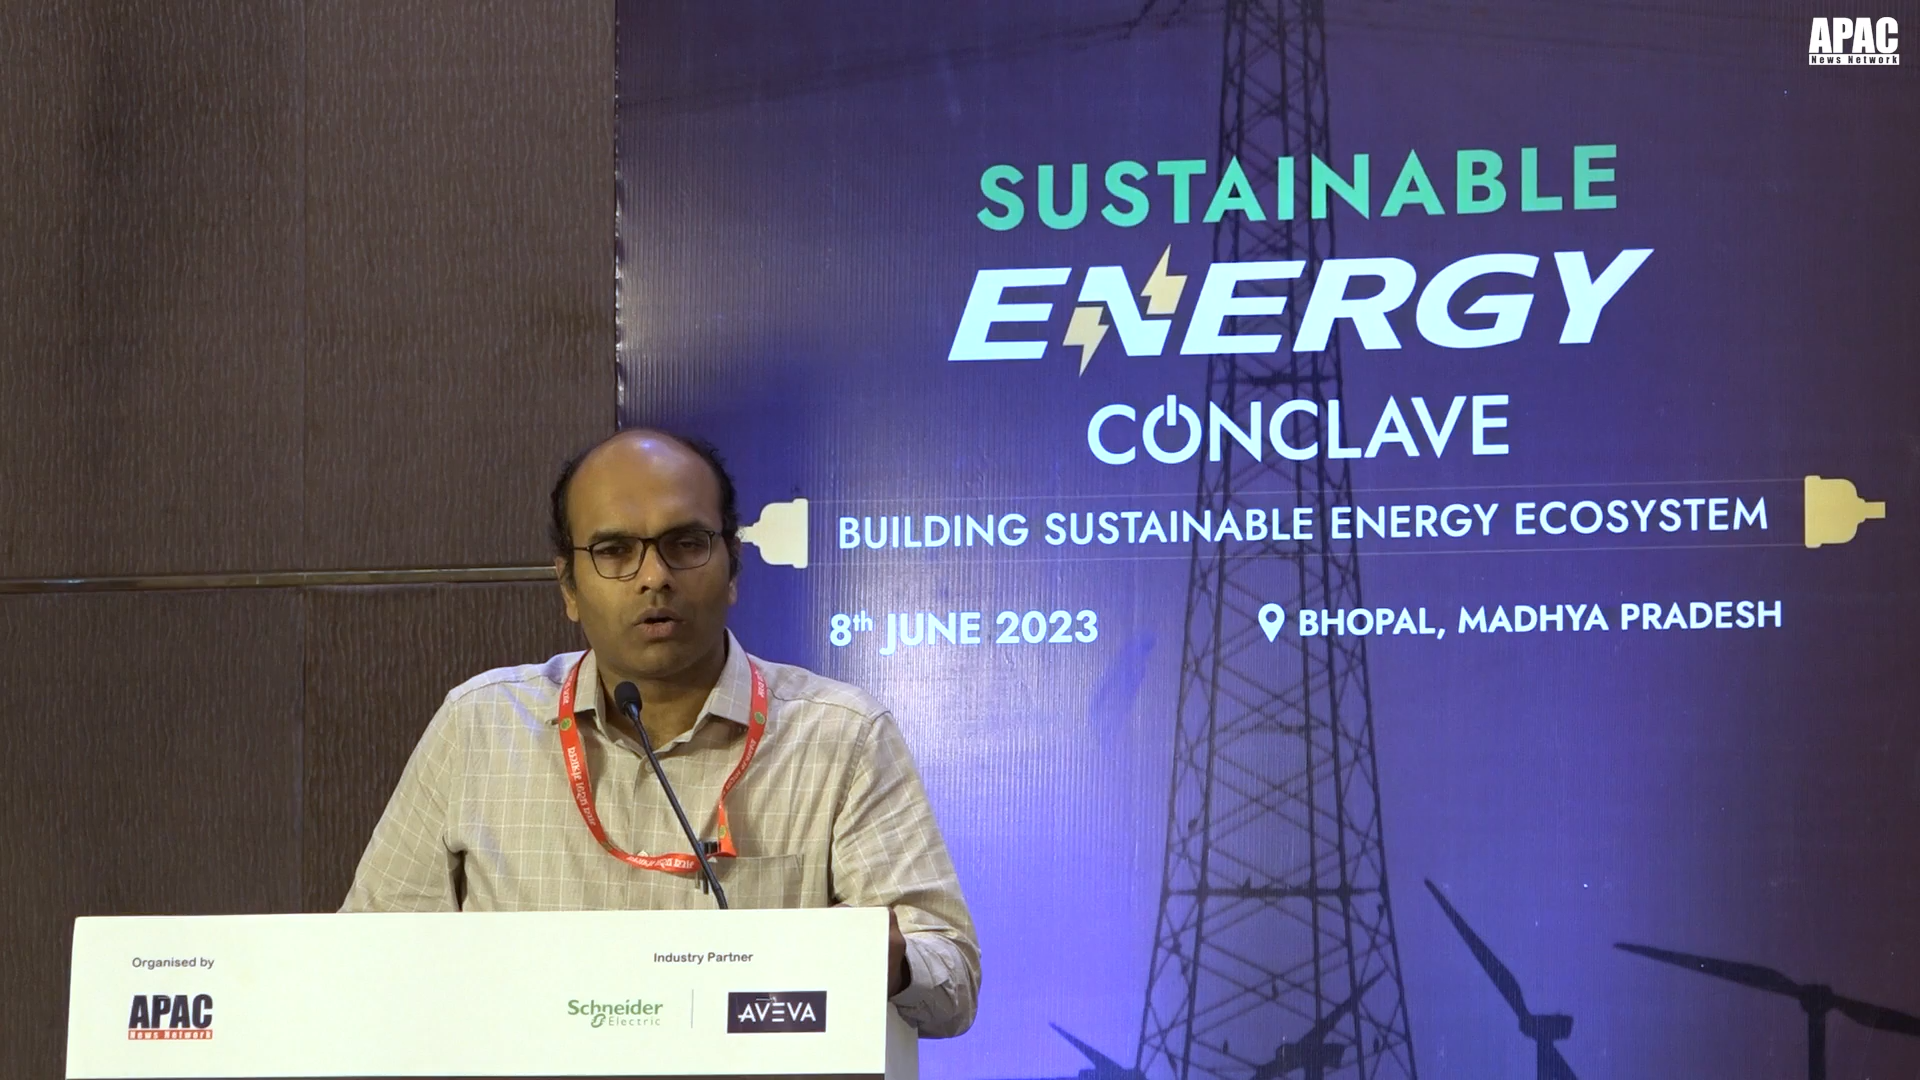 APAC
News Network
SUSTAINABLE
ENERGY
CONCLAVE
BUILDING SUSTAINABLE ENERGY ECOSYSTEM
8th JUNE 2023
BHOPAL, MADHYA PRADESH
Organised by
APAC
News Network
Industry Partner
Schneider
Electric
AVEVA